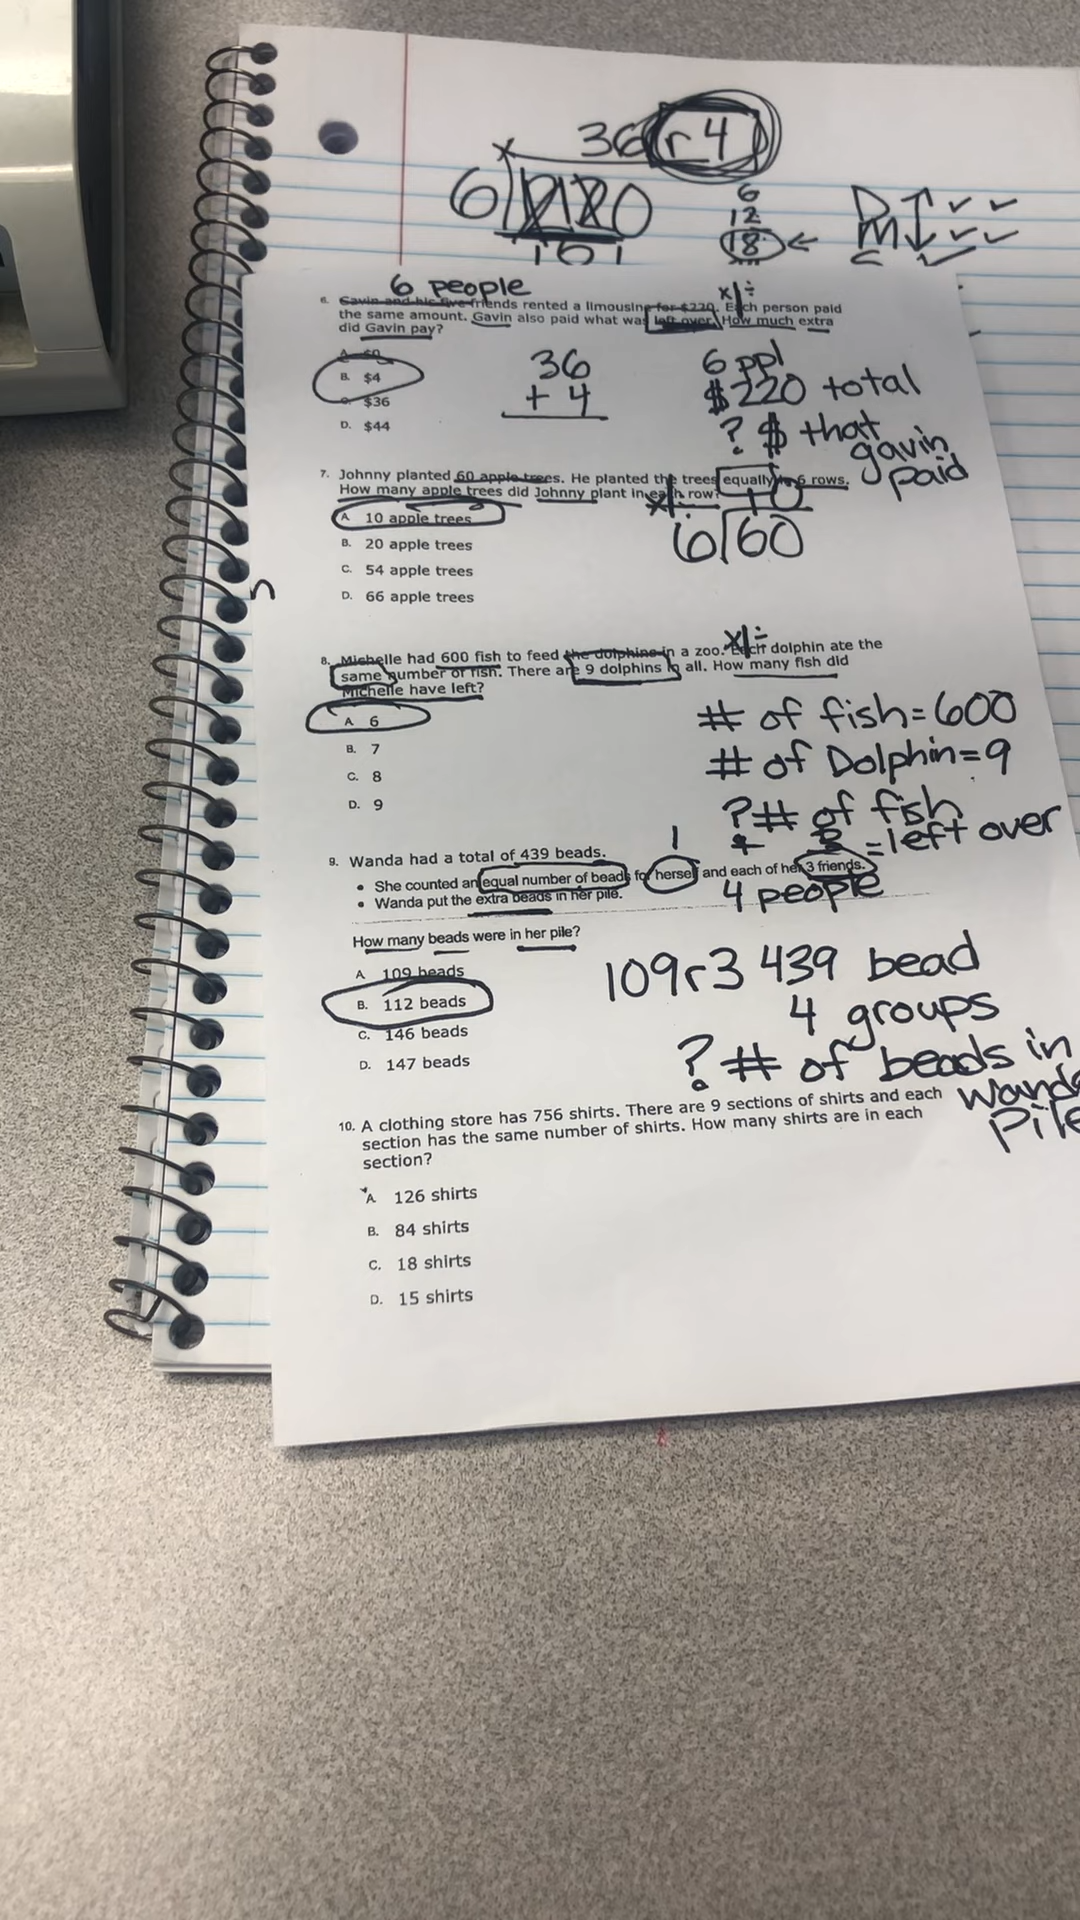 36 r 4
6 2120
6
12
18 ←
D ↑ ✓ ✓
M ↓ ✓ ✓
101
6 people
6. Gavin and his five friends rented a limousine for $220. Each person paid
the same amount. Gavin also paid what was left over. How much extra
did Gavin pay?
x|÷
A. $0
B. $4
C. $36
D. $44
36
+ 4
6 ppl
$220 total
? $ that
gavin
paid
7. Johnny planted 60 apple trees. He planted the trees equally in 6 rows.
How many apple trees did Johnny plant in each row?
A. 10 apple trees
B. 20 apple trees
C. 54 apple trees
D. 66 apple trees
10
6 60
8. Michelle had 600 fish to feed the dolphins in a zoo. Each dolphin ate the
same number of fish. There are 9 dolphins in all. How many fish did
Michelle have left?
x|÷
A. 6
B. 7
C. 8
D. 9
# of fish=600
# of Dolphin=9
?# of fish
=left over
9. Wanda had a total of 439 beads.
1
• She counted an equal number of beads for herself and each of her 3 friends.
• Wanda put the extra beads in her pile.
4 people
How many beads were in her pile?
A. 109 beads
B. 112 beads
C. 146 beads
D. 147 beads
109r3 439 bead
4 groups
? # of beads in
Pile
10. A clothing store has 756 shirts. There are 9 sections of shirts and each
section has the same number of shirts. How many shirts are in each
section?
A. 126 shirts
B. 84 shirts
C. 18 shirts
D. 15 shirts